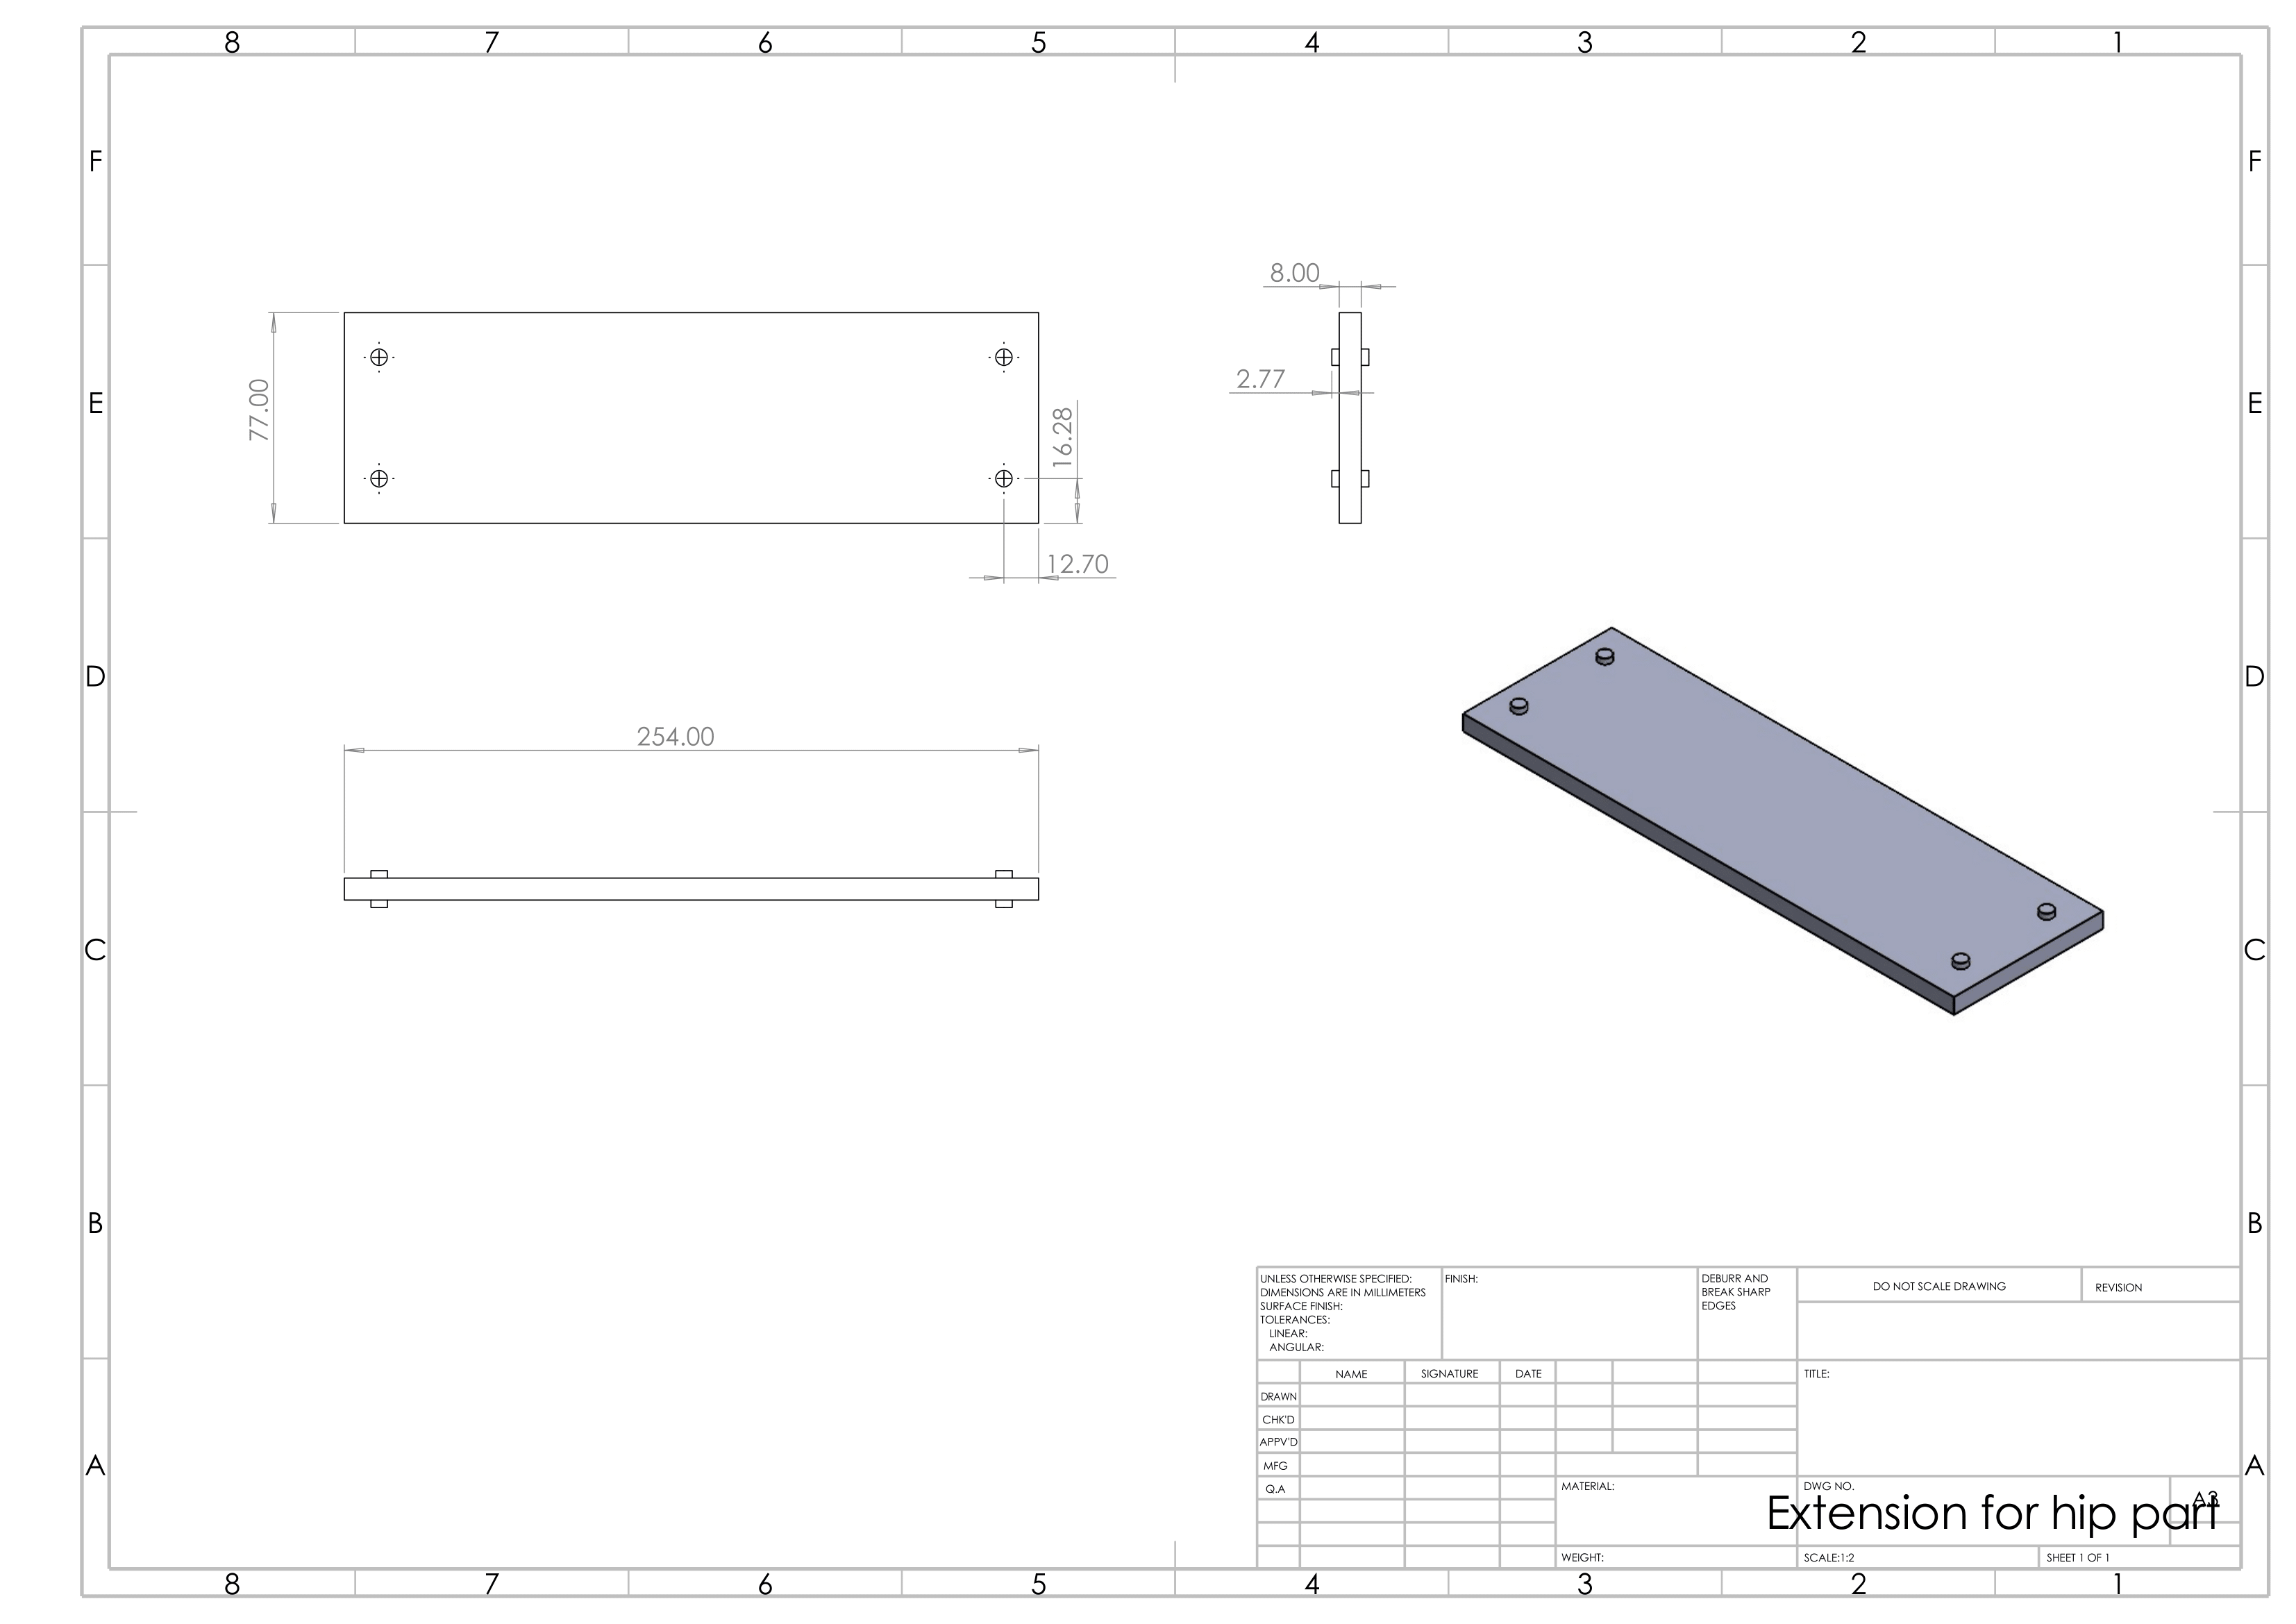 8 7 6 5 4 3 2 1
F F
8.00
2.77
77.00
16.28
E E
12.70
D D
254.00
C C
B B
UNLESS OTHERWISE SPECIFIED:
DIMENSIONS ARE IN MILLIMETERS
SURFACE FINISH:
TOLERANCES:
LINEAR:
ANGULAR:
FINISH:
DEBURR AND
BREAK SHARP
EDGES
DO NOT SCALE DRAWING
REVISION
NAME SIGNATURE DATE
TITLE:
DRAWN
CHK'D
APPV'D
MFG
Q.A
A A
MATERIAL:
DWG NO.
Extension for hip part
A3
WEIGHT:
SCALE:1:2
SHEET 1 OF 1
8 7 6 5 4 3 2 1